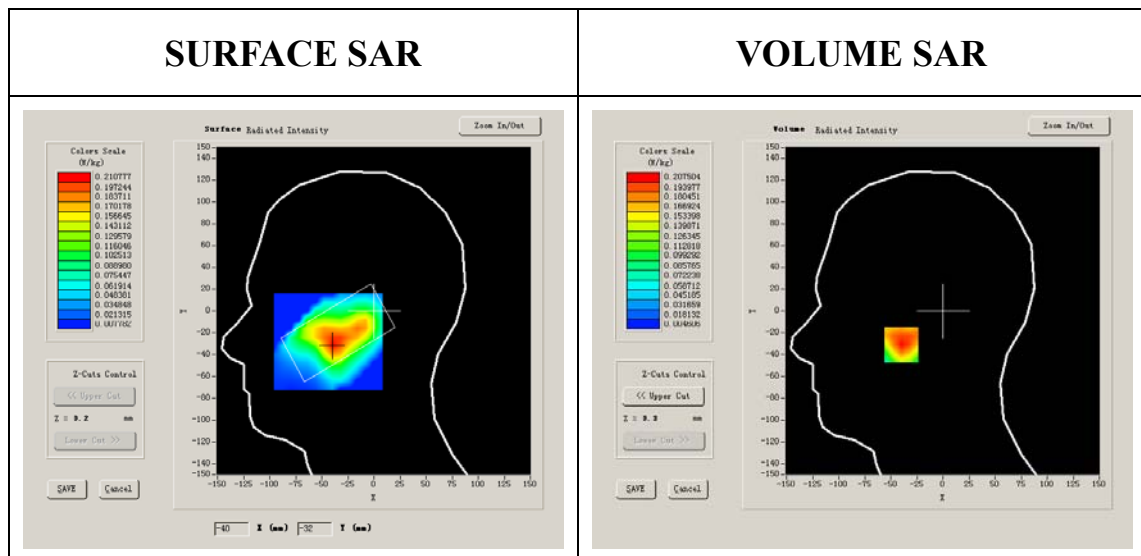 SURFACE SAR
VOLUME SAR
Surface Radiated Intensity
Zoom In/Out
Colors Scale
(W/kg)
0.210777
0.197244
0.183711
0.170178
0.156645
0.143112
0.129579
0.116046
0.102513
0.088980
0.075447
0.061914
0.048381
0.034848
0.021315
0.007782
150
140
120
100
80
60
40
20
0
-20
-40
-60
-80
-100
-120
-140
-150
Y
-150 -125 -100 -75 -50 -25 0 25 50 75 100 125 150
X
Z-Cuts Control
<< Upper Cut
Lower Cut >>
SAVE Cancel
-40 X (mm) -32 Y (mm)
Volume Radiated Intensity
Zoom In/Out
Colors Scale
(W/kg)
0.207504
0.193977
0.180451
0.166924
0.153398
0.139871
0.126345
0.112818
0.099292
0.085765
0.072238
0.058712
0.045185
0.031659
0.018132
0.004606
150
140
120
100
80
60
40
20
0
-20
-40
-60
-80
-100
-120
-140
-150
Y
-150 -125 -100 -75 -50 -25 0 25 50 75 100 125 150
X
Z-Cuts Control
<< Upper Cut
Lower Cut >>
SAVE Cancel